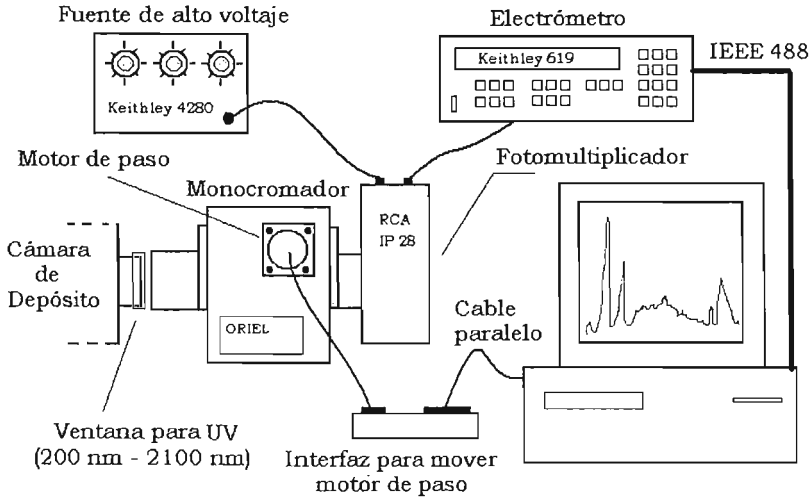 Fuente de alto voltaje
Electrómetro
IEEE 488
Keithley 619
Keithley 4280
Motor de paso
Monocromador
Fotomultiplicador
RCA
IP 28
Cámara
de
Depósito
ORIEL
Cable
paralelo
Ventana para UV
(200 nm - 2100 nm)
Interfaz para mover
motor de paso